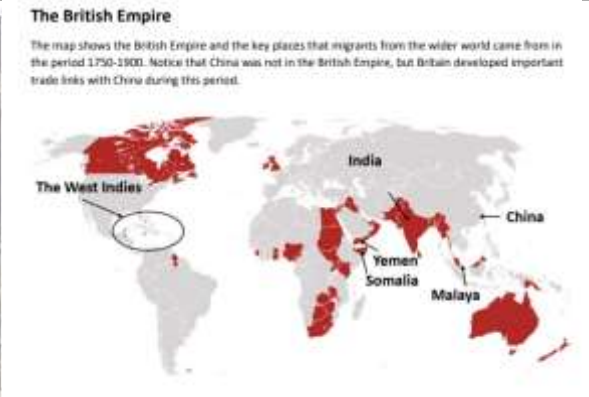 The British Empire
The map shows the British Empire and the key places that migrants from the wider world came from in
the period 1750-1900. Notice that China was not in the British Empire, but Britain developed important
trade links with China during this period.
India
The West Indies
China
Yemen
Somalia
Malaya